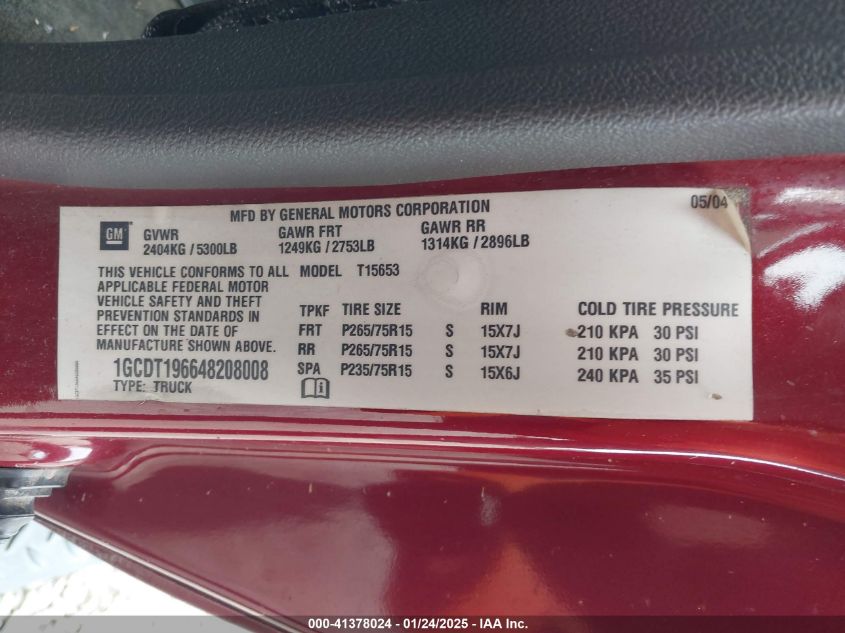 MFD BY GENERAL MOTORS CORPORATION
05/04
GM
GVWR GAWR FRT GAWR RR
2404KG / 5300LB 1249KG / 2753LB 1314KG / 2896LB
THIS VEHICLE CONFORMS TO ALL MODEL T15653
APPLICABLE FEDERAL MOTOR
VEHICLE SAFETY AND THEFT
PREVENTION STANDARDS IN
EFFECT ON THE DATE OF
MANUFACTURE SHOWN ABOVE.
1GCDT196648208008
TYPE: TRUCK
TPKF TIRE SIZE RIM COLD TIRE PRESSURE
FRT P265/75R15 S 15X7J 210 KPA 30 PSI
RR P265/75R15 S 15X7J 210 KPA 30 PSI
SPA P235/75R15 S 15X6J 240 KPA 35 PSI
000-41378024 - 01/24/2025 - IAA Inc.